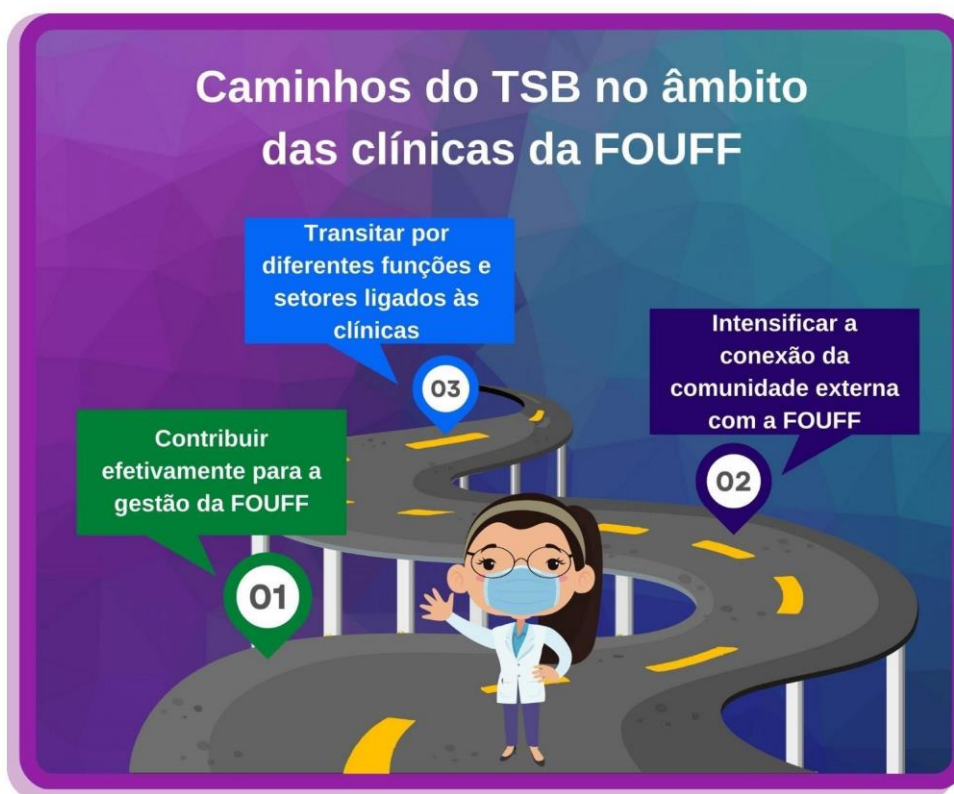 Caminhos do TSB no âmbito
das clínicas da FOUFF
Transitar por
diferentes funções e
setores ligados às
clínicas
03
Intensificar a
conexão da
comunidade externa
com a FOUFF
02
Contribuir
efetivamente para a
gestão da FOUFF
01